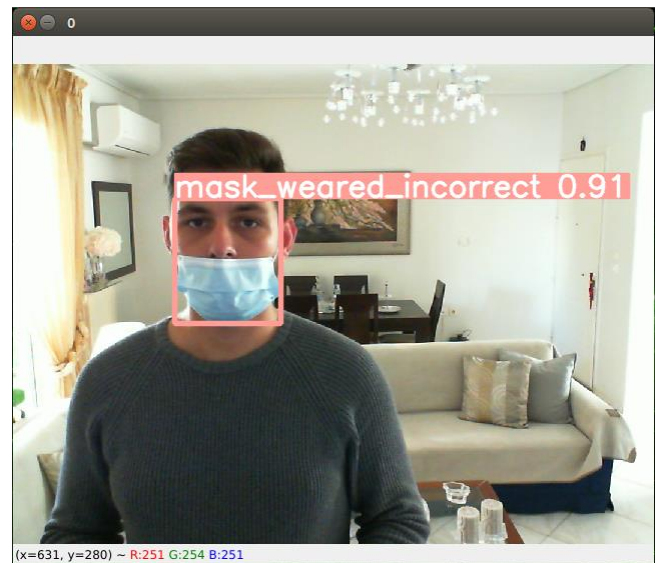 0
mask_weared_incorrect 0.91
(x=631, y=280) ~ R:251 G:254 B:251